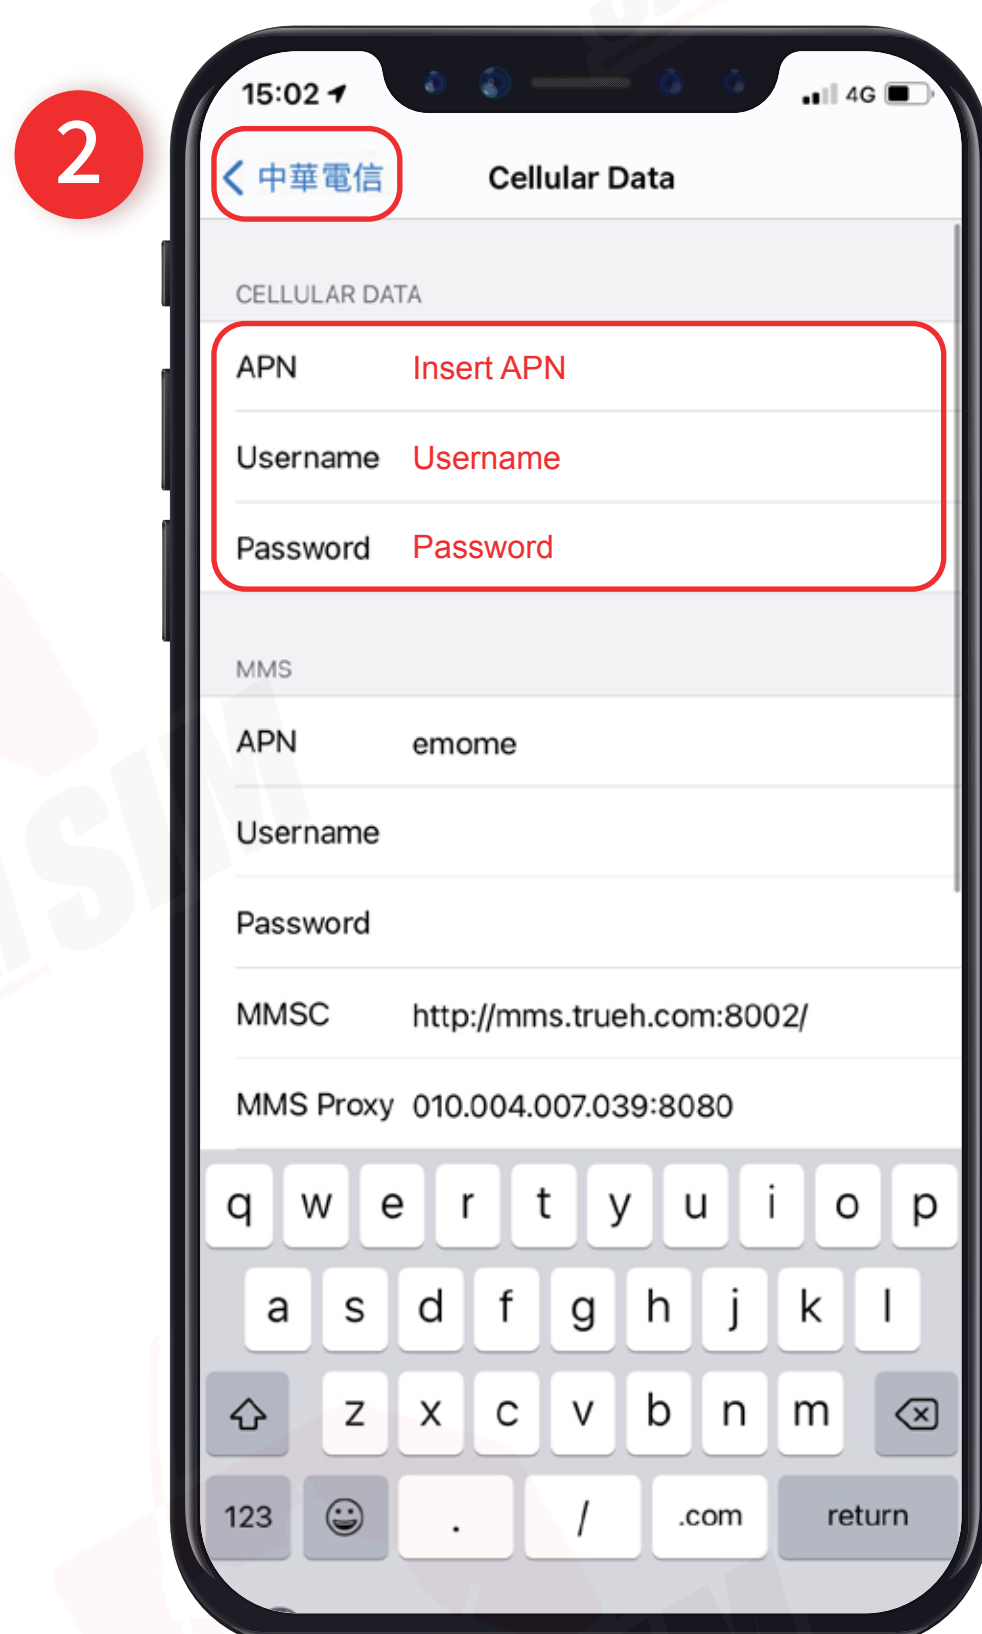 2
15:02 4G
中華電信 Cellular Data
CELLULAR DATA
APN Insert APN
Username Username
Password Password
MMS
APN emome
Username
Password
MMSC http://mms.trueh.com:8002/
MMS Proxy 010.004.007.039:8080
q w e r t y u i o p
a s d f g h j k l
z x c v b n m
123 . / .com return
SIM